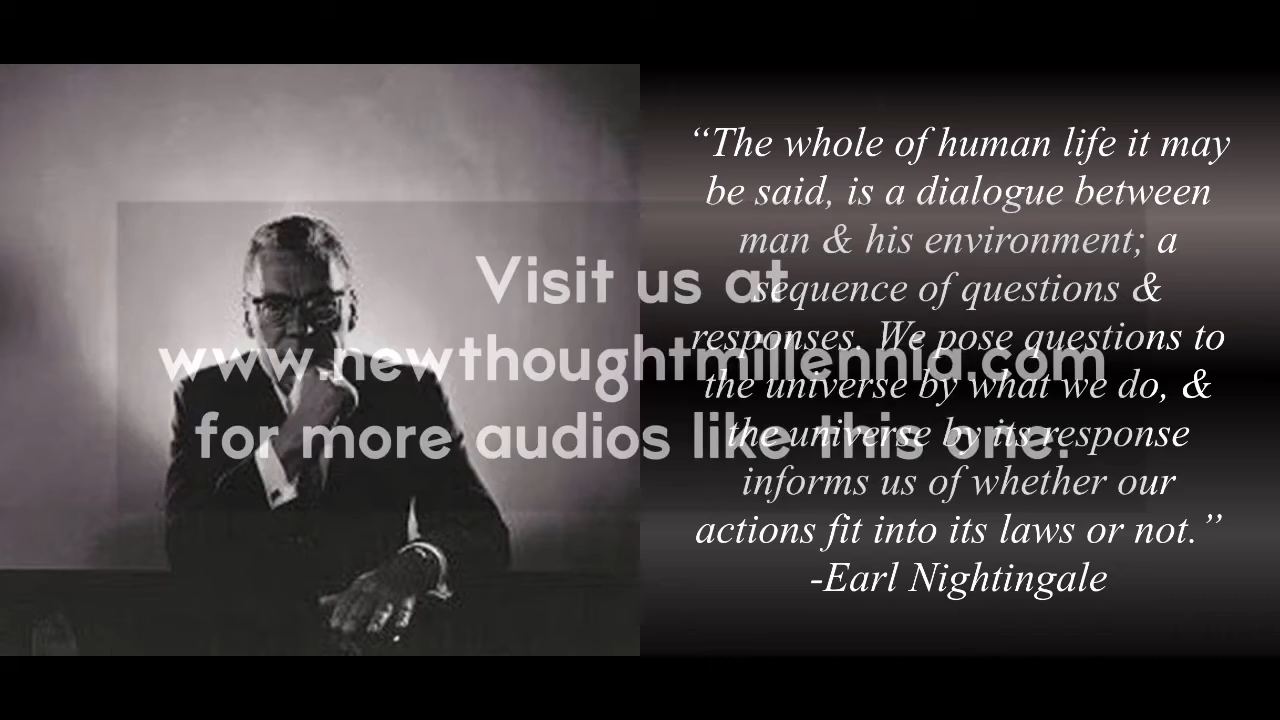 “The whole of human life it may
be said, is a dialogue between
man & his environment; a
sequence of questions &
responses. We pose questions to
the universe by what we do, &
the universe by its response
informs us of whether our
actions fit into its laws or not.”
-Earl Nightingale
Visit us at
www.newthoughtmillennia.com
for more audios like this one.